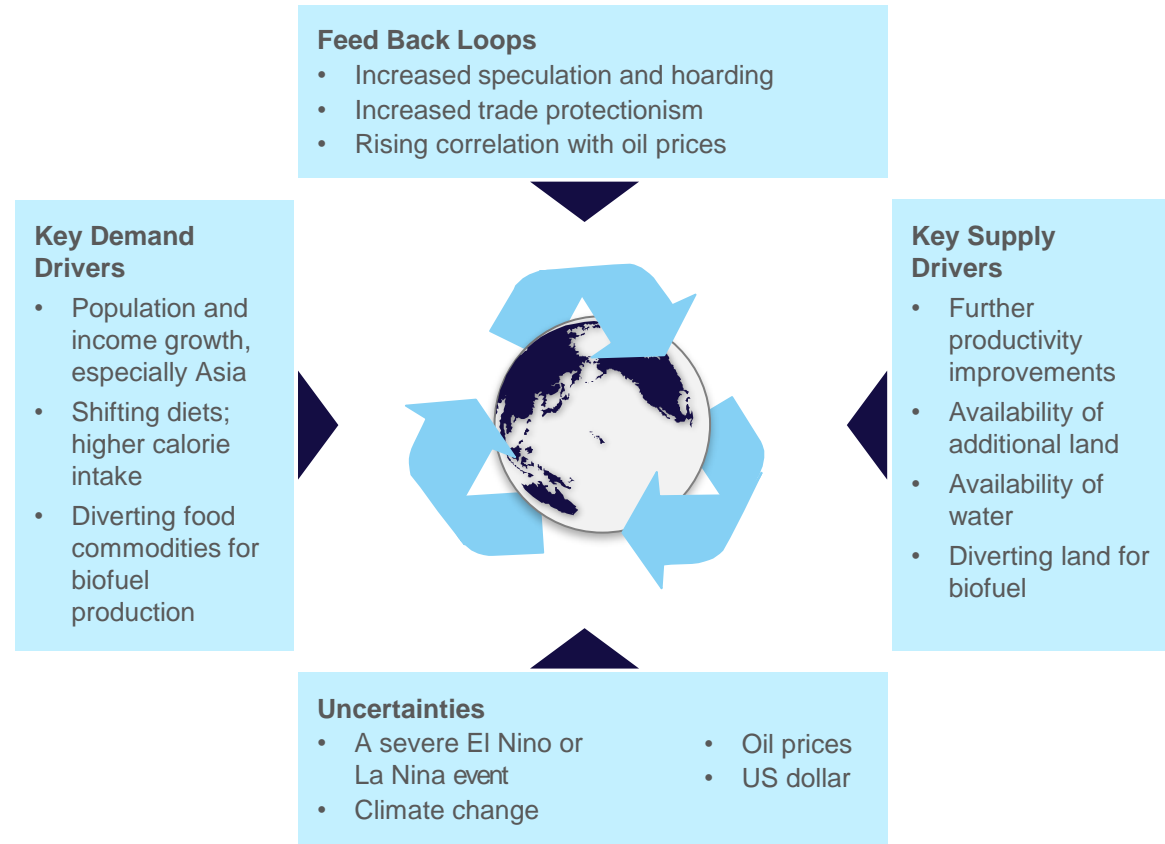 Feed Back Loops
• Increased speculation and hoarding
• Increased trade protectionism
• Rising correlation with oil prices
Key Demand
Drivers
• Population and
income growth,
especially Asia
• Shifting diets;
higher calorie
intake
• Diverting food
commodities for
biofuel
production
Key Supply
Drivers
• Further
productivity
improvements
• Availability of
additional land
• Availability of
water
• Diverting land for
biofuel
Uncertainties
• A severe El Nino or
La Nina event
• Climate change
• Oil prices
• US dollar